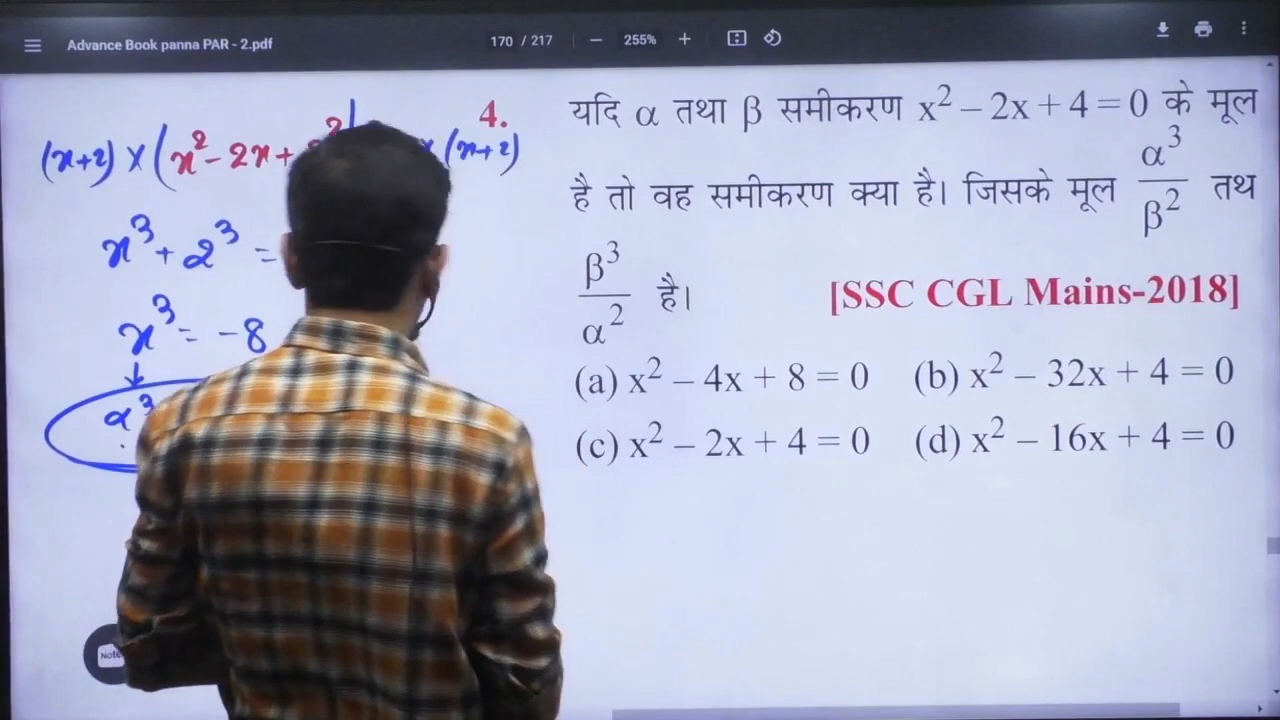 Advance Book panna PAR - 2.pdf
170 / 217
255%
(x+2) × (x² - 2x + × (x+2)
x³ + 2³ =
x³ = -8
α³
4. यदि α तथा β समीकरण x² – 2x + 4 = 0 के मूल
है तो वह समीकरण क्या है। जिसके मूल α³/β² तथ
β³/α² है।
[SSC CGL Mains-2018]
(a) x² – 4x + 8 = 0 (b) x² – 32x + 4 = 0
(c) x² – 2x + 4 = 0 (d) x² – 16x + 4 = 0
Note